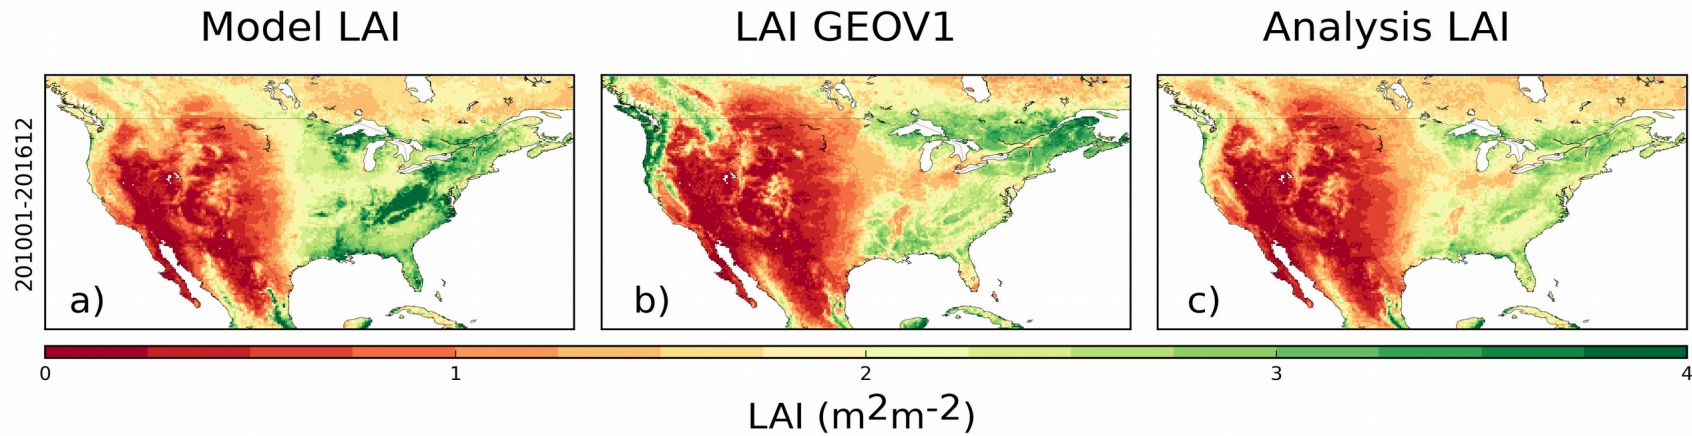 Model LAI LAI GEOV1 Analysis LAI
201001-201612
a) b) c)
0 1 2 3 4
LAI (m2m-2)